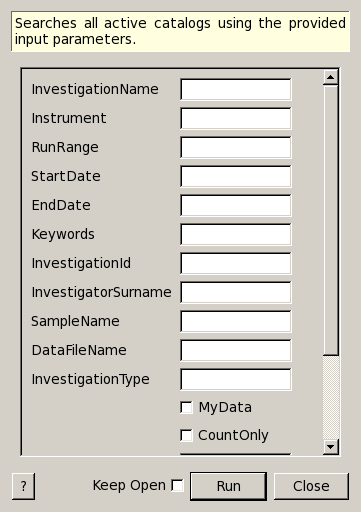 Searches all active catalogs using the provided
input parameters.
InvestigationName
Instrument
RunRange
StartDate
EndDate
Keywords
InvestigationId
InvestigatorSurname
SampleName
DataFileName
InvestigationType
MyData
CountOnly
? Keep Open Run Close